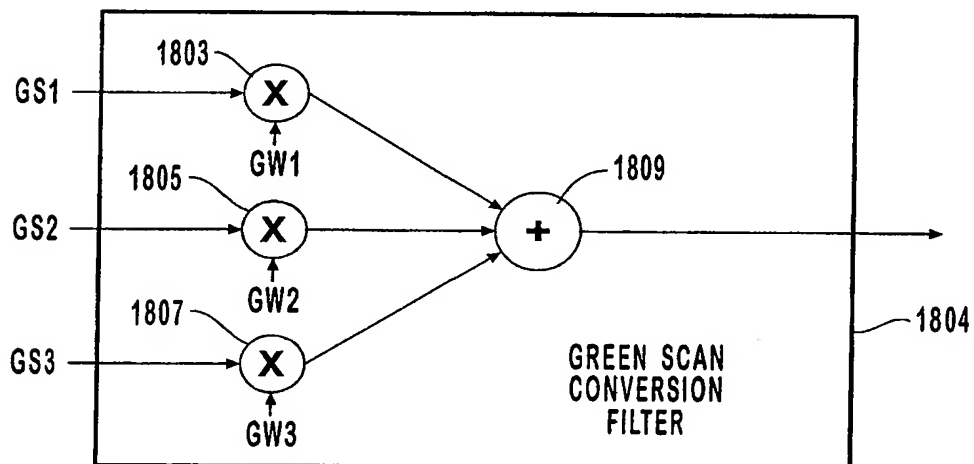 1803
GS1
X
GW1
1805
1809
GS2
X
+
GW2
1807
1804
GS3
X
GREEN SCAN
CONVERSION
FILTER
GW3